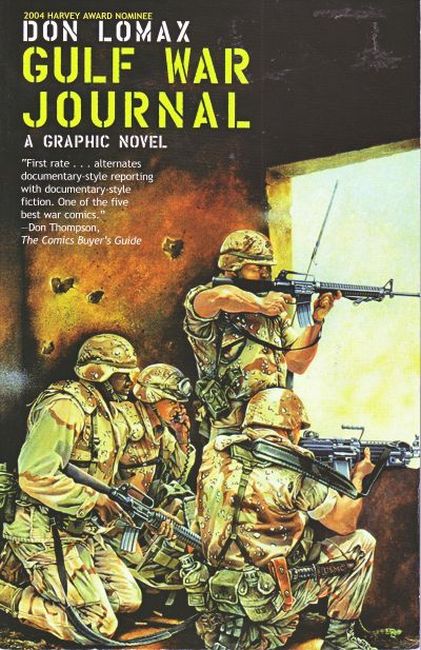 2004 HARVEY AWARD NOMINEE
DON LOMAX
GULF WAR
JOURNAL
A GRAPHIC NOVEL
"First rate . . . alternates
documentary-style reporting
with documentary-style
fiction. One of the five
best war comics."
—Don Thompson,
The Comics Buyer's Guide
USMC